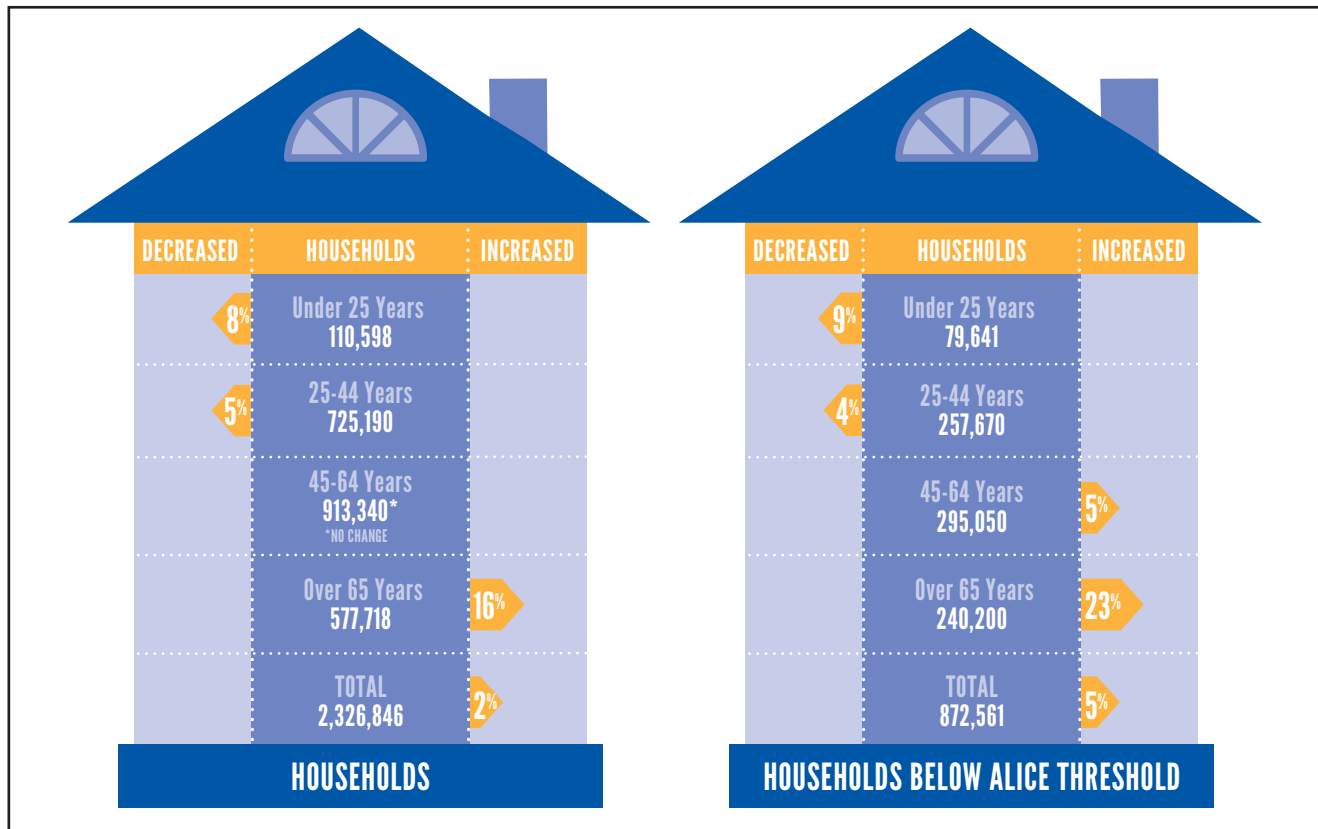 DECREASED HOUSEHOLDS INCREASED
8% Under 25 Years
110,598
5% 25-44 Years
725,190
45-64 Years
913,340*
*NO CHANGE
Over 65 Years 16%
577,718
TOTAL 2%
2,326,846
HOUSEHOLDS
DECREASED HOUSEHOLDS INCREASED
9% Under 25 Years
79,641
4% 25-44 Years
257,670
45-64 Years 5%
295,050
Over 65 Years 23%
240,200
TOTAL 5%
872,561
HOUSEHOLDS BELOW ALICE THRESHOLD